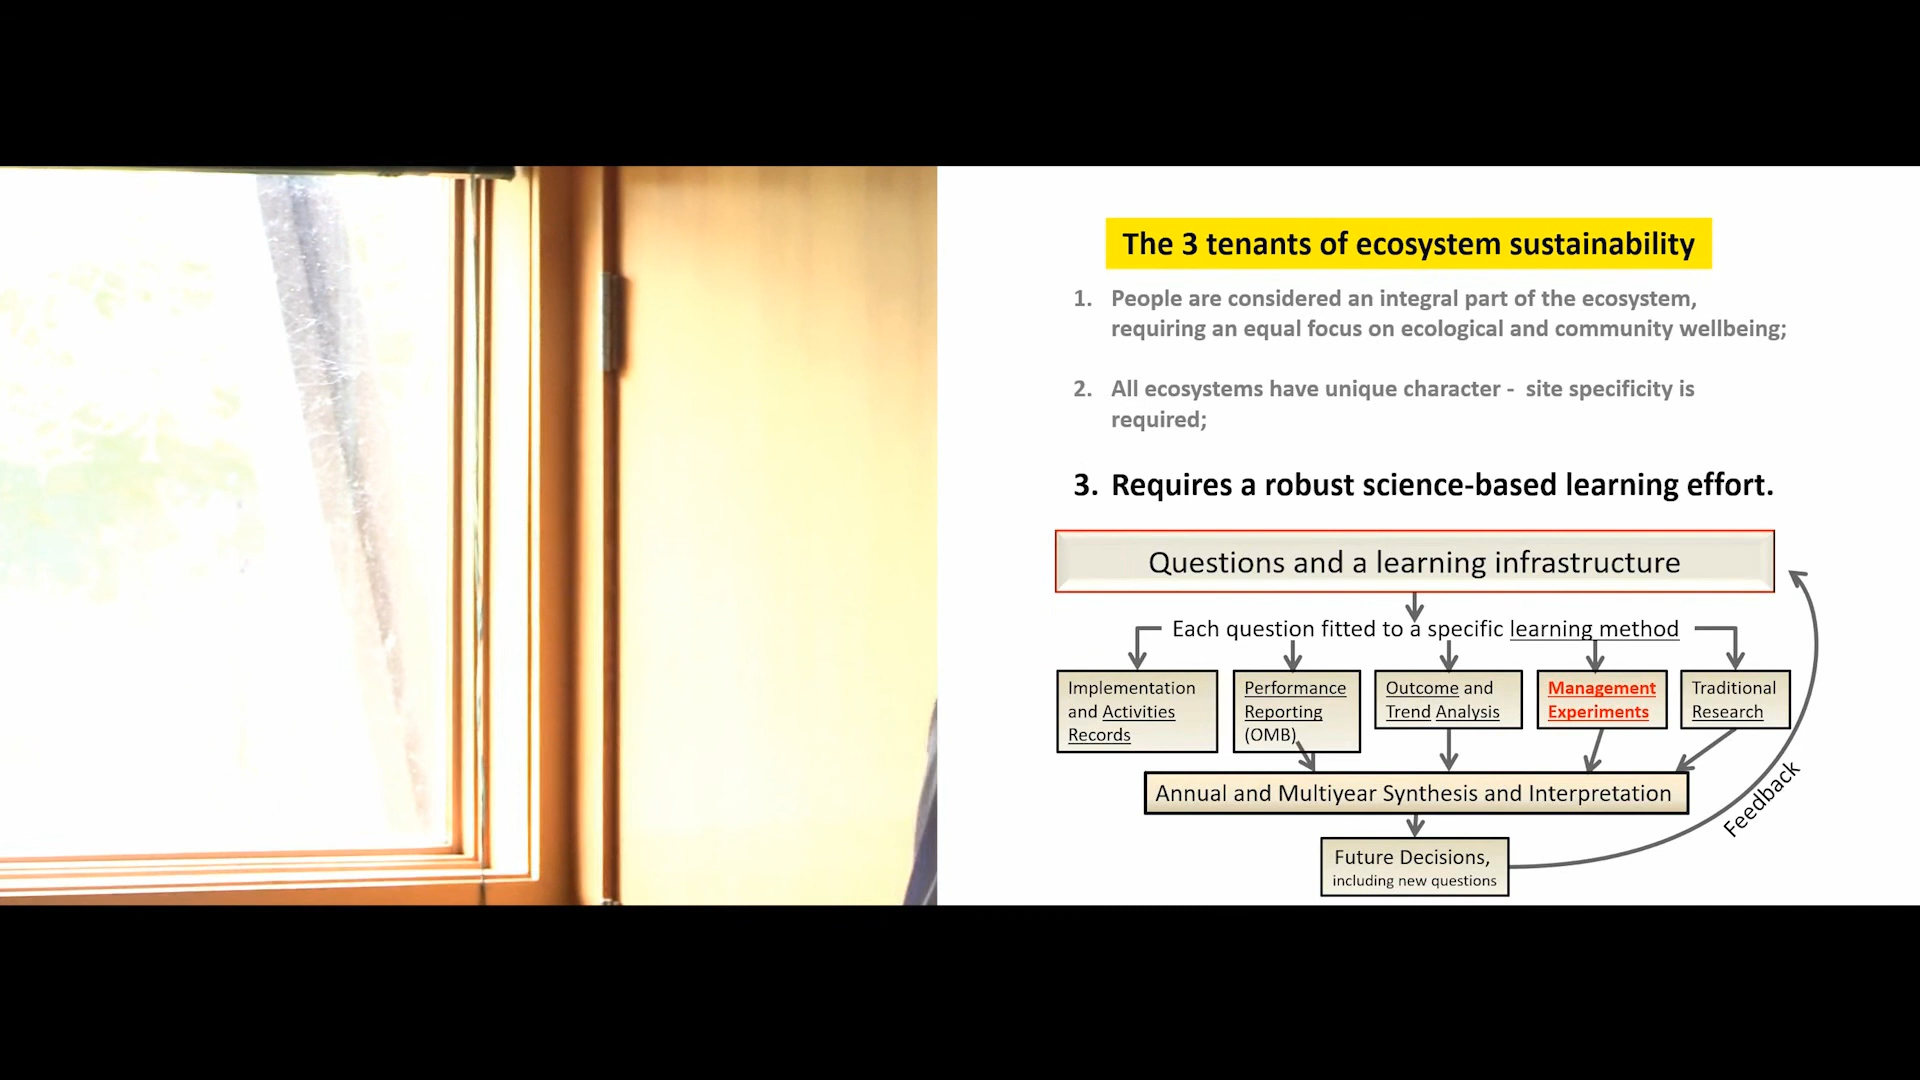 The 3 tenants of ecosystem sustainability
1. People are considered an integral part of the ecosystem,
requiring an equal focus on ecological and community wellbeing;
2. All ecosystems have unique character -  site specificity is
required;
3. Requires a robust science-based learning effort.
Questions and a learning infrastructure
Each question fitted to a specific learning method
Implementation
and Activities
Records
Performance
Reporting
(OMB)
Outcome and
Trend Analysis
Management
Experiments
Traditional
Research
Annual and Multiyear Synthesis and Interpretation
Feedback
Future Decisions,
including new questions